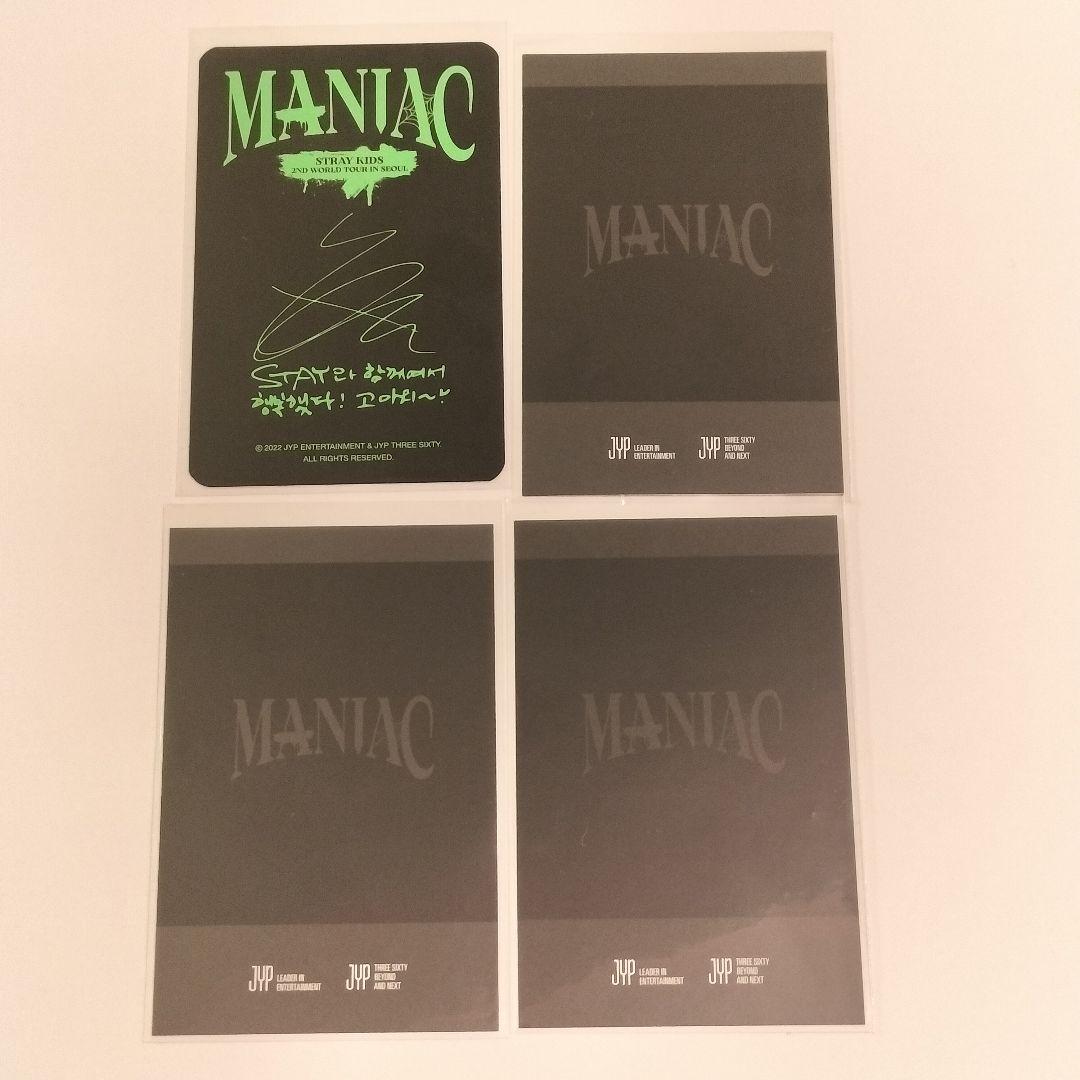 MANIAC
STRAY KIDS
2ND WORLD TOUR IN SEOUL
STAY와 함께여서
행복했다! 고마워~!
© 2022 JYP ENTERTAINMENT & JYP THREE SIXTY.
ALL RIGHTS RESERVED.
MANIAC
JYP LEADER IN
ENTERTAINMENT
JYP THREE SIXTY
BEYOND
AND NEXT
MANIAC
JYP LEADER IN
ENTERTAINMENT
JYP THREE SIXTY
BEYOND
AND NEXT
MANIAC
JYP LEADER IN
ENTERTAINMENT
JYP THREE SIXTY
BEYOND
AND NEXT